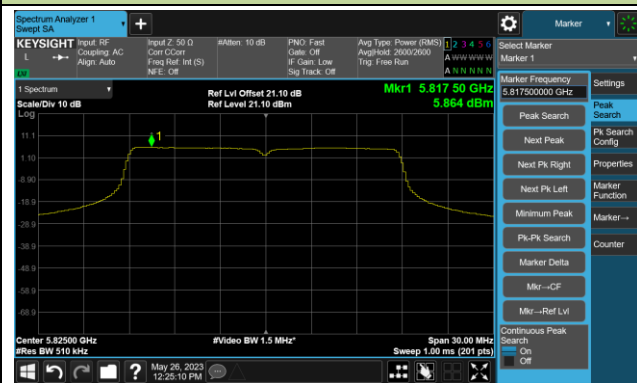 Spectrum Analyzer 1
Swept SA
Marker
KEYSIGHT
L
Input: RF
Coupling: AC
Align: Auto
Input Z: 50 Ω
Corr CCorr
Freq Ref: Int (S)
NFE: Off
#Atten: 10 dB
PNO: Fast
Gate: Off
IF Gain: Low
Sig Track: Off
Avg Type: Power (RMS)
Avg|Hold: 2600/2600
Trig: Free Run
1 2 3 4 5 6
A W W W W W
A N N N N N
Select Marker
Marker 1
1 Spectrum
Scale/Div 10 dB
Log
Ref Lvl Offset 21.10 dB
Ref Level 21.10 dBm
Mkr1 5.817 50 GHz
5.864 dBm
1
11.1
1.10
-8.90
-18.9
-28.9
-38.9
-48.9
-58.9
-68.9
Center 5.82500 GHz
#Res BW 510 kHz
#Video BW 1.5 MHz*
Span 30.00 MHz
Sweep 1.00 ms (201 pts)
Marker Frequency
5.817500000 GHz
Peak Search
Next Peak
Next Pk Right
Next Pk Left
Minimum Peak
Pk-Pk Search
Marker Delta
Mkr→CF
Mkr→Ref Lvl
Continuous Peak
Search
On
Off
Settings
Peak
Search
Pk Search
Config
Properties
Marker
Function
Marker→
Counter
May 26, 2023
12:25:10 PM